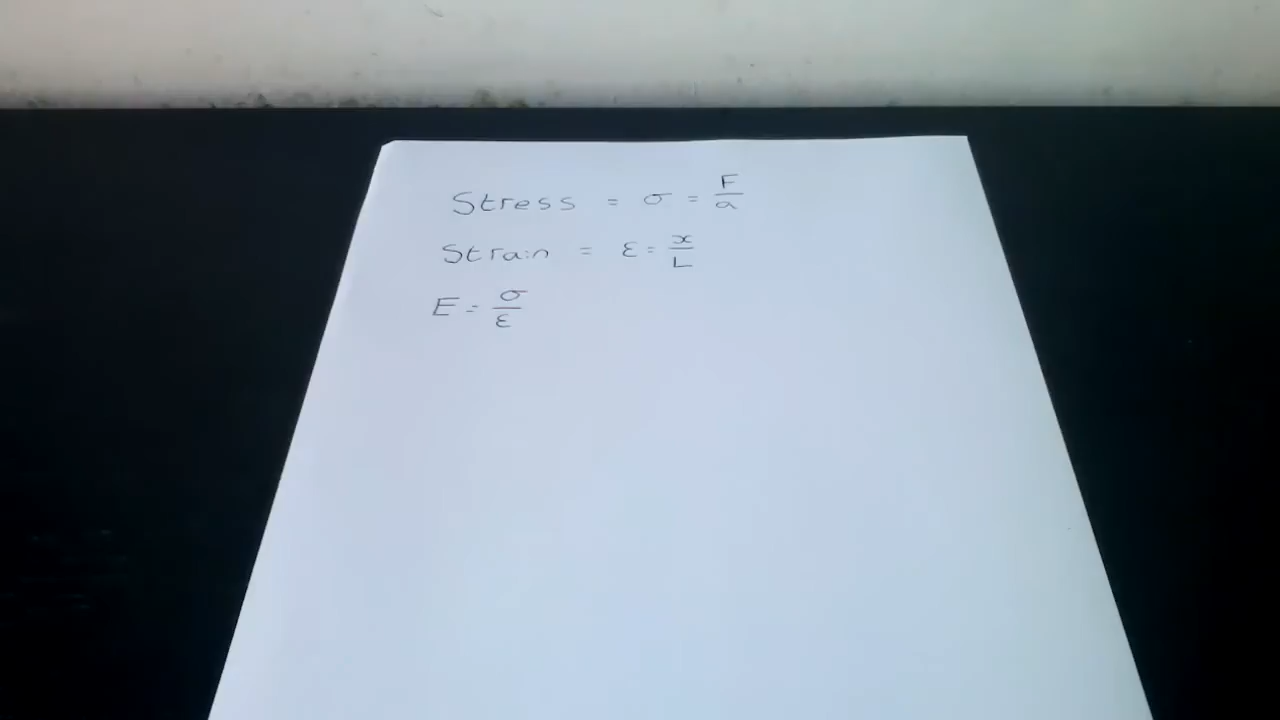 Stress = σ = F/a
Strain = ε = x/L
E = σ/ε